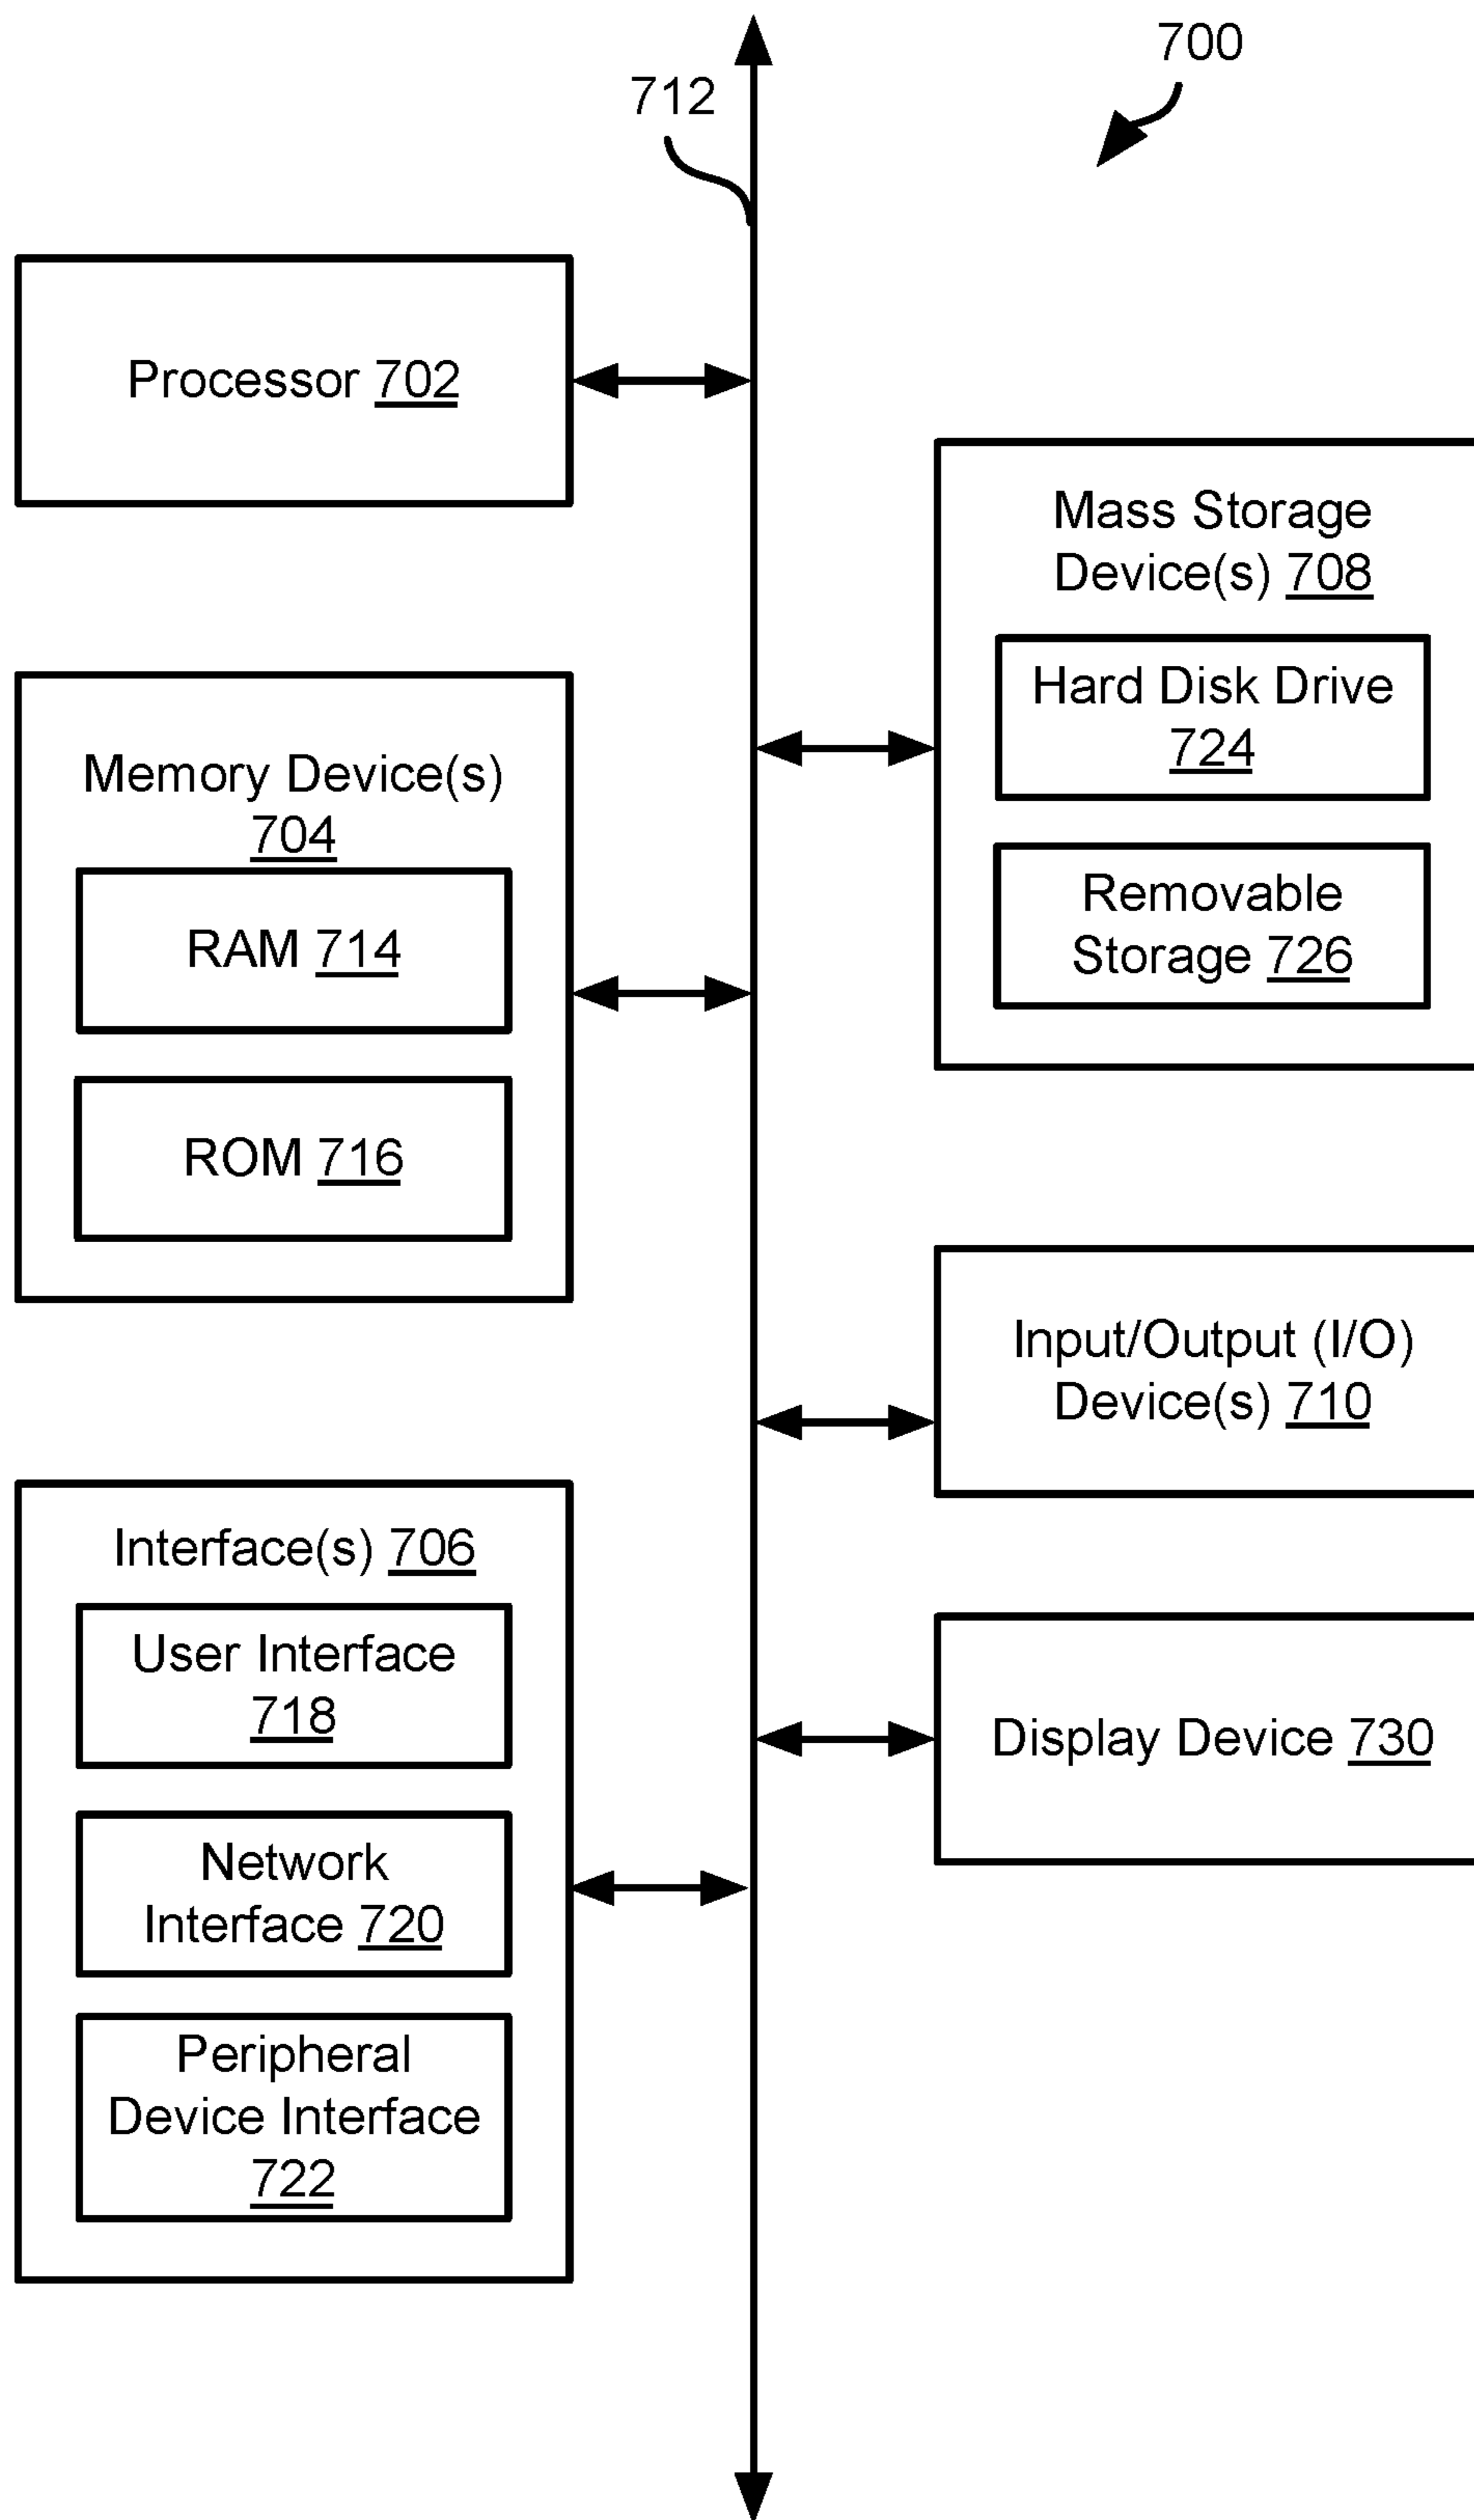 700
712
Processor 702
Mass Storage
Device(s) 708
Hard Disk Drive
724
Removable
Storage 726
Memory Device(s)
704
RAM 714
ROM 716
Input/Output (I/O)
Device(s) 710
Interface(s) 706
User Interface
718
Network
Interface 720
Peripheral
Device Interface
722
Display Device 730